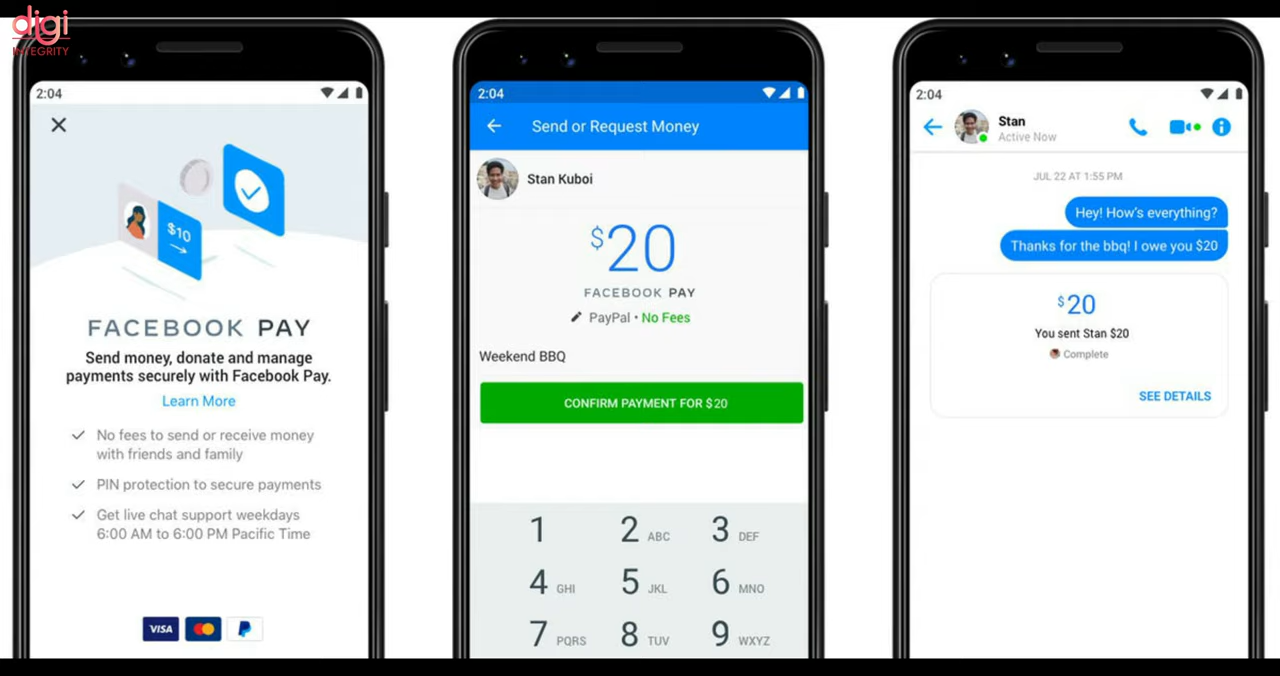 digi
INTEGRITY
2:04
$10
FACEBOOK PAY
Send money, donate and manage
payments securely with Facebook Pay.
Learn More
No fees to send or receive money
with friends and family
PIN protection to secure payments
Get live chat support weekdays
6:00 AM to 6:00 PM Pacific Time
VISA
2:04
Send or Request Money
Stan Kuboi
$20
FACEBOOK PAY
PayPal • No Fees
Weekend BBQ
CONFIRM PAYMENT FOR $20
1 2 ABC 3 DEF
4 GHI 5 JKL 6 MNO
7 PQRS 8 TUV 9 WXYZ
2:04
Stan
Active Now
JUL 22 AT 1:55 PM
Hey! How's everything?
Thanks for the bbq! I owe you $20
$20
You sent Stan $20
Complete
SEE DETAILS